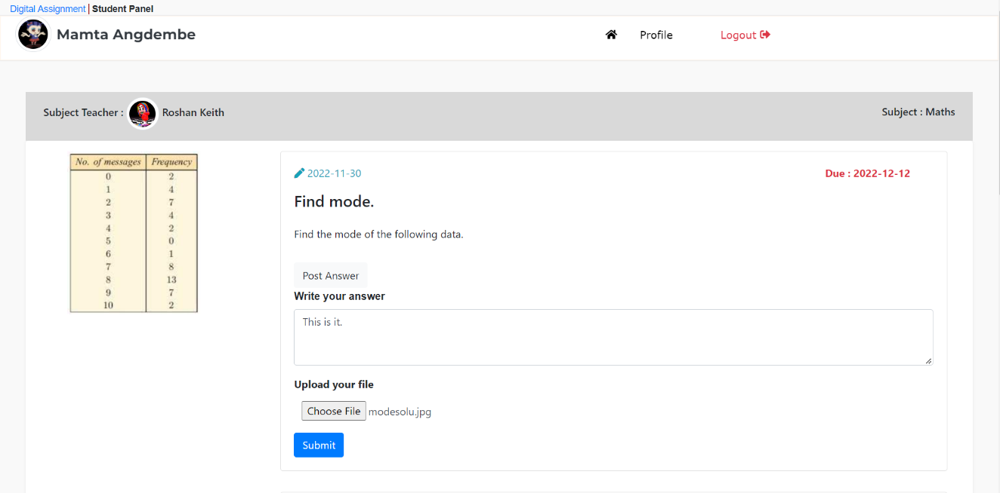 Digital Assignment | Student Panel
Mamta Angdembe
Profile
Logout
Subject Teacher : Roshan Keith
Subject : Maths
No. of messages Frequency
0 2
1 4
2 7
3 4
4 2
5 0
6 1
7 8
8 13
9 7
10 2
2022-11-30
Due : 2022-12-12
Find mode.
Find the mode of the following data.
Post Answer
Write your answer
This is it.
Upload your file
Choose File modesolu.jpg
Submit